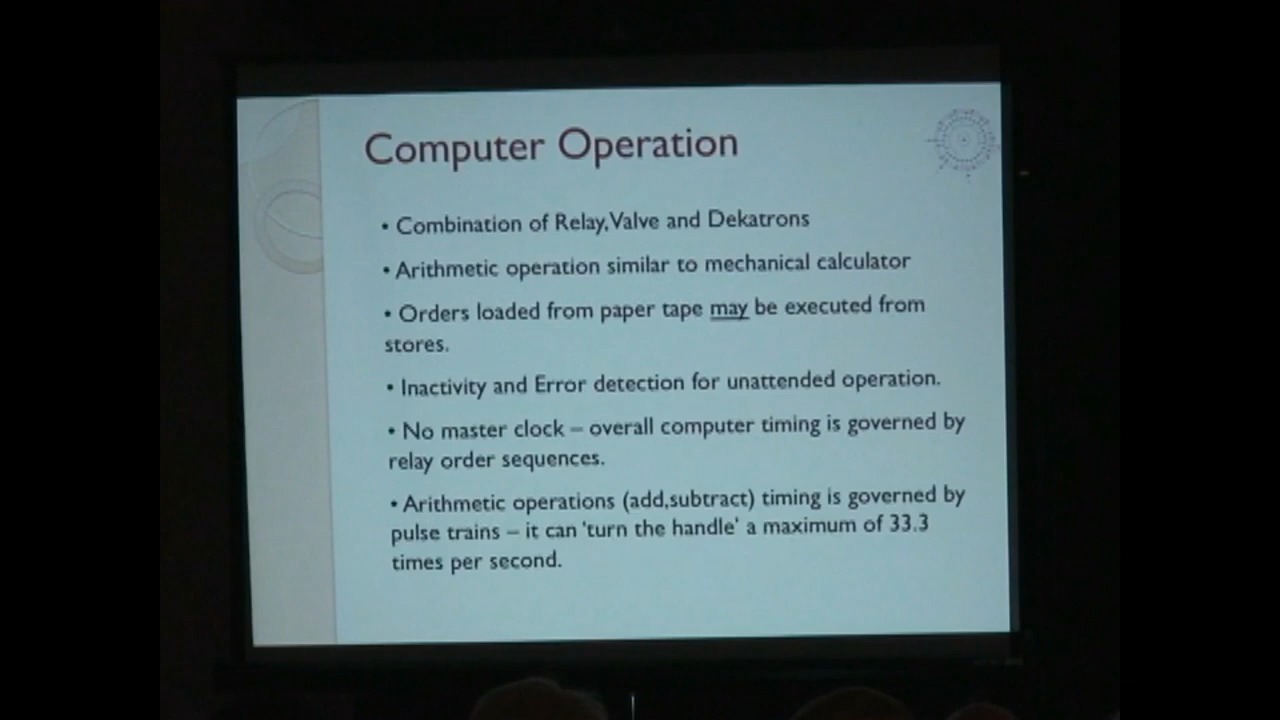 Computer Operation
• Combination of Relay,Valve and Dekatrons
• Arithmetic operation similar to mechanical calculator
• Orders loaded from paper tape may be executed from
stores.
• Inactivity and Error detection for unattended operation.
• No master clock – overall computer timing is governed by
relay order sequences.
• Arithmetic operations (add,subtract) timing is governed by
pulse trains – it can 'turn the handle' a maximum of 33.3
times per second.